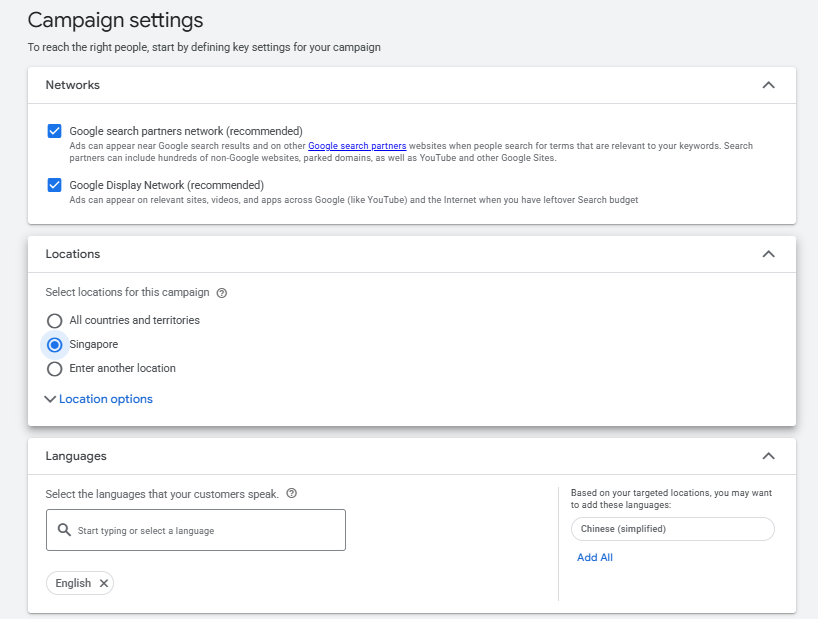 Campaign settings
To reach the right people, start by defining key settings for your campaign
Networks
Google search partners network (recommended)
Ads can appear near Google search results and on other Google search partners websites when people search for terms that are relevant to your keywords. Search
partners can include hundreds of non-Google websites, parked domains, as well as YouTube and other Google Sites.
Google Display Network (recommended)
Ads can appear on relevant sites, videos, and apps across Google (like YouTube) and the Internet when you have leftover Search budget
Locations
Select locations for this campaign
All countries and territories
Singapore
Enter another location
Location options
Languages
Select the languages that your customers speak.
Start typing or select a language
English
Based on your targeted locations, you may want
to add these languages:
Chinese (simplified)
Add All